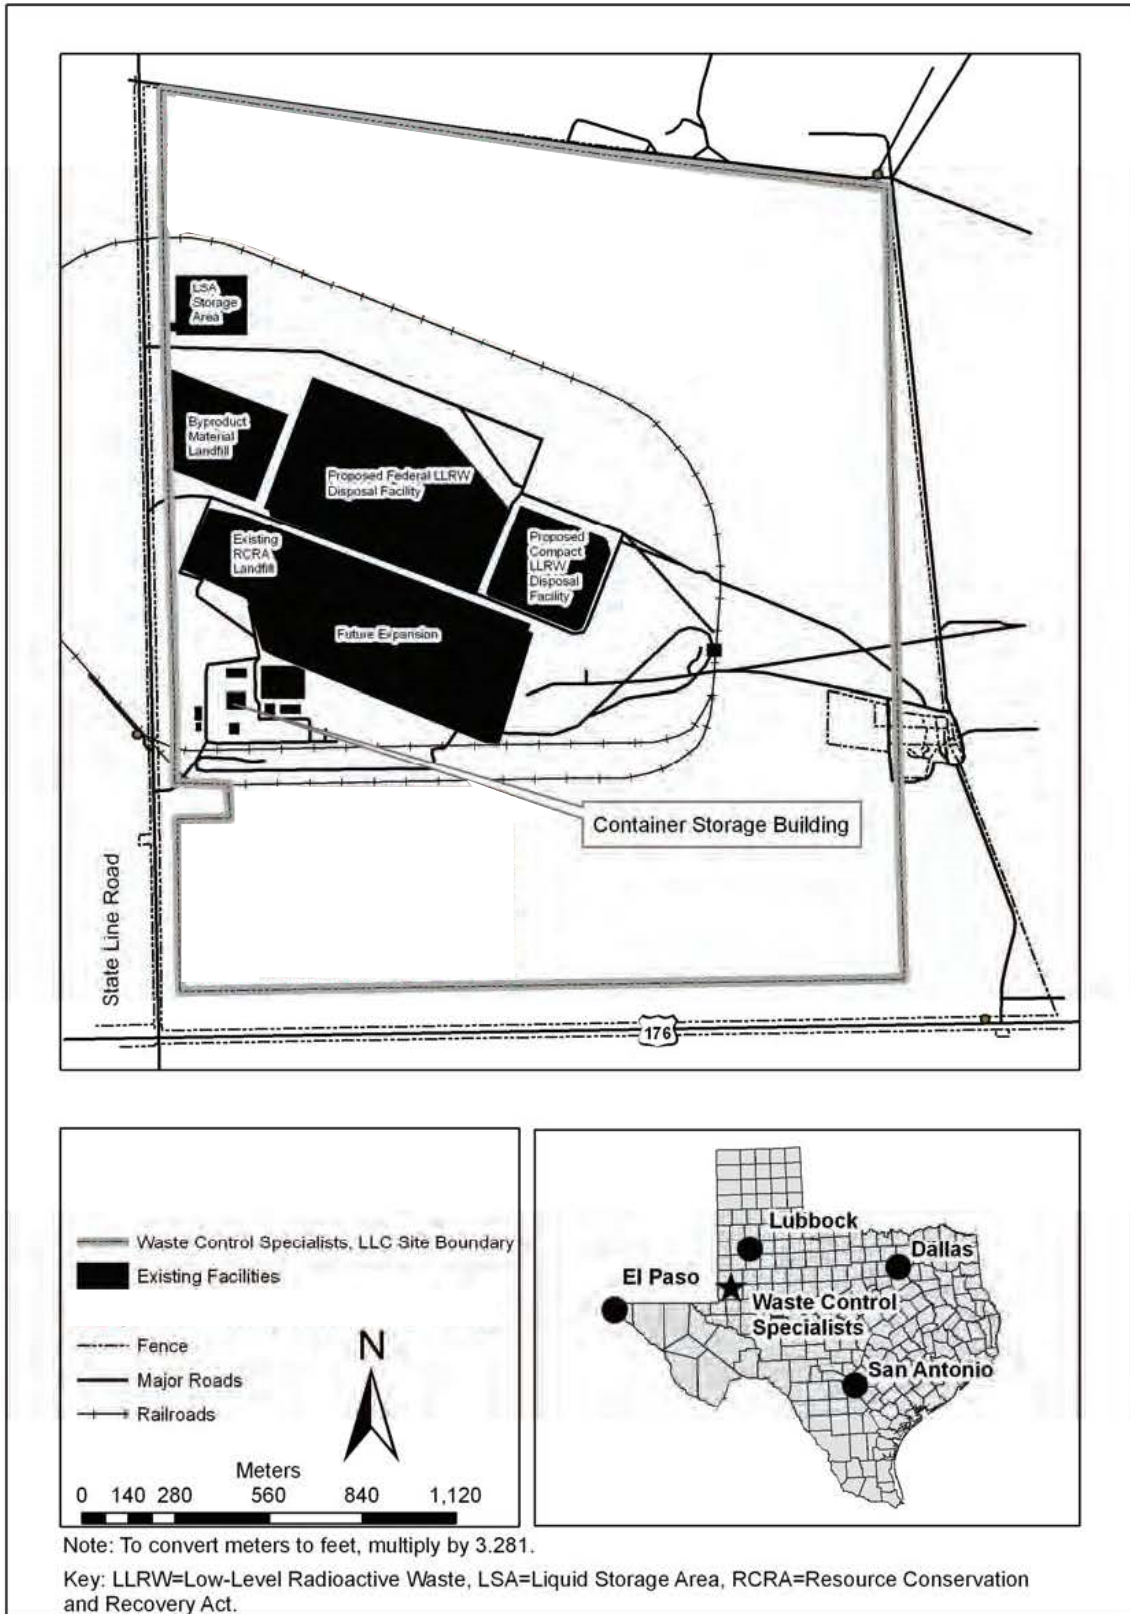 LSA
Storage
Area
Byproduct
Material
Landfill
Proposed Federal LLRW
Disposal Facility
Existing
RCRA
Landfill
Proposed
Compact
LLRW
Disposal
Facility
Future Expansion
Container Storage Building
State Line Road
176
Waste Control Specialists, LLC Site Boundary
Existing Facilities
Fence
Major Roads
Railroads
N
Meters
0 140 280 560 840 1,120
Lubbock
Dallas
El Paso
Waste Control
Specialists
San Antonio
Note: To convert meters to feet, multiply by 3.281.
Key: LLRW=Low-Level Radioactive Waste, LSA=Liquid Storage Area, RCRA=Resource Conservation
and Recovery Act.